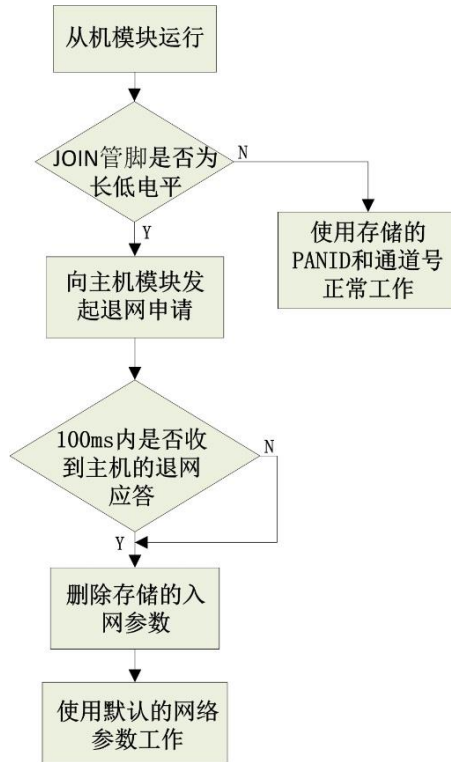 从机模块运行
JOIN管脚是否为
长低电平
N
Y
使用存储的
PANID和通道号
正常工作
向主机模块发
起退网申请
100ms内是否收
到主机的退网
应答
N
Y
删除存储的入
网参数
使用默认的网络
参数工作